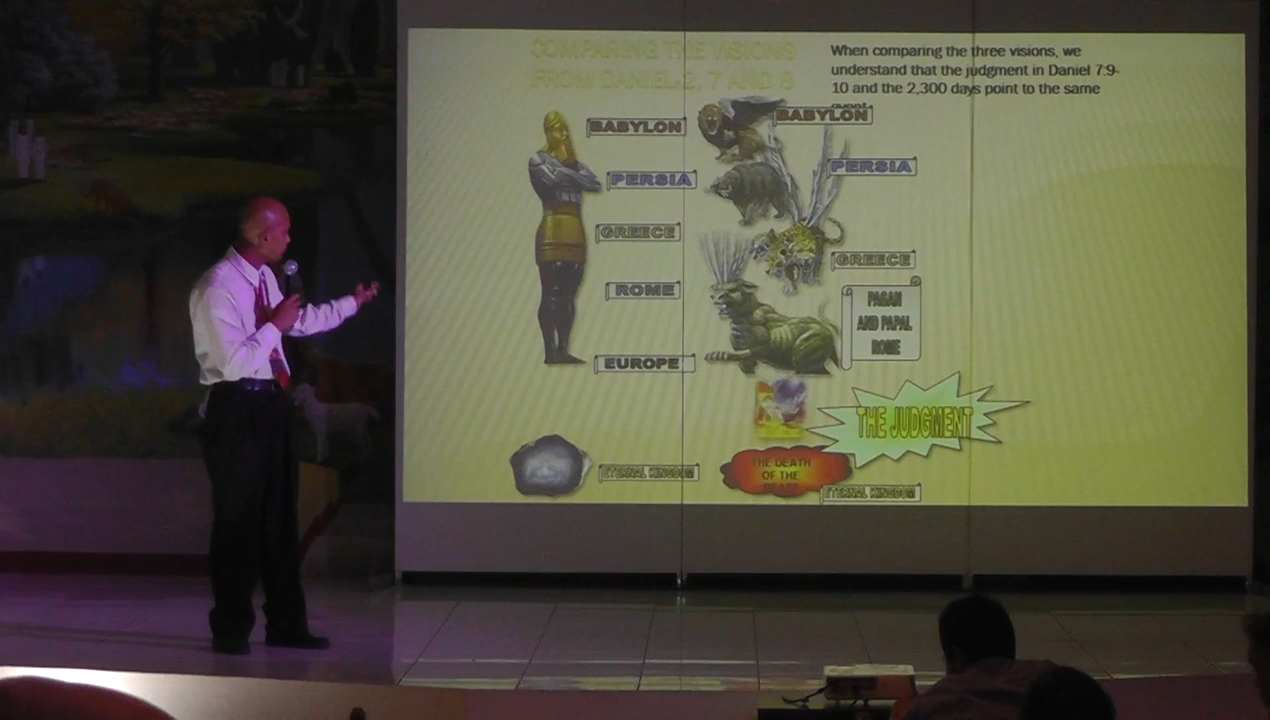 COMPARING THE VISIONS
FROM DANIEL 2, 7 AND 8
When comparing the three visions, we
understand that the judgment in Daniel 7:9-
10 and the 2,300 days point to the same
BABYLON
PERSIA
GREECE
ROME
EUROPE
ETERNAL KINGDOM
BABYLON
PERSIA
GREECE
PAGAN
AND PAPAL
ROME
THE JUDGMENT
THE DEATH
OF THE
ETERNAL KINGDOM